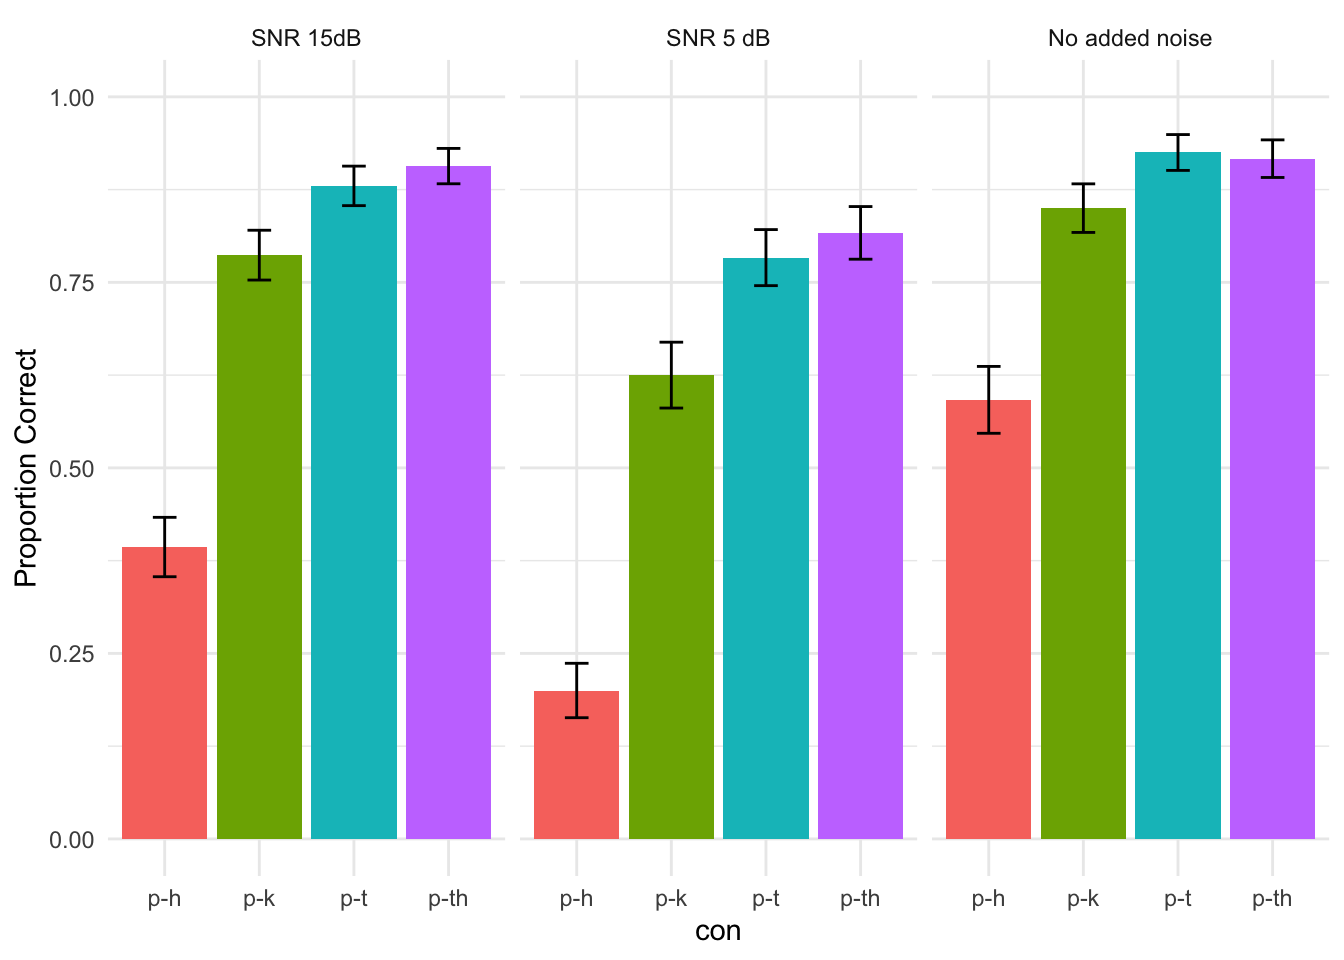 SNR 15dB
SNR 5 dB
No added noise
Proportion Correct
1.00
0.75
0.50
0.25
0.00
p-h p-k p-t p-th
p-h p-k p-t p-th
p-h p-k p-t p-th
con